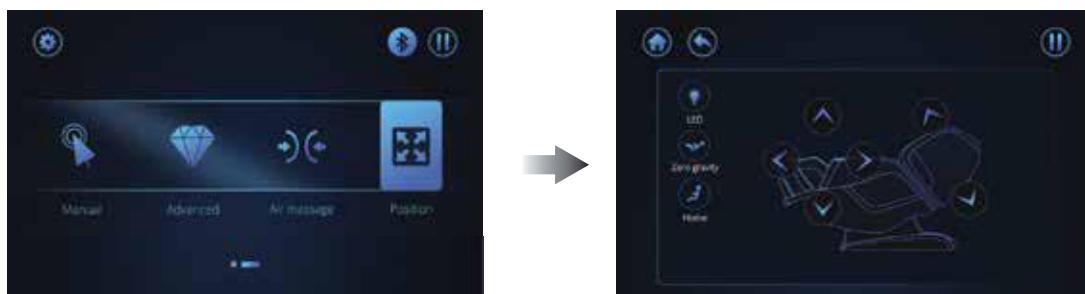 Manual
Advanced
Air massage
Position
LED
Zero gravity
Home